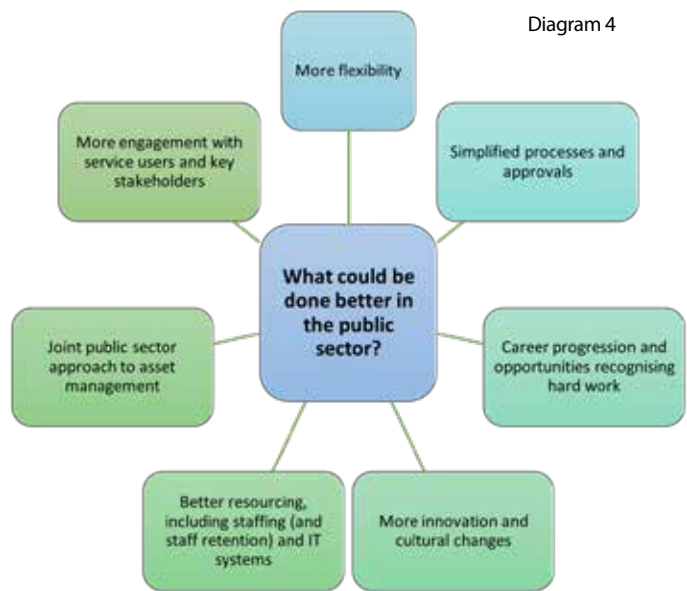 Diagram 4
More flexibility
Simplified processes and
approvals
Career progression and
opportunities recognising
hard work
More innovation and
cultural changes
Better resourcing,
including staffing (and
staff retention) and IT
systems
Joint public sector
approach to asset
management
More engagement with
service users and key
stakeholders
What could be
done better in
the public
sector?